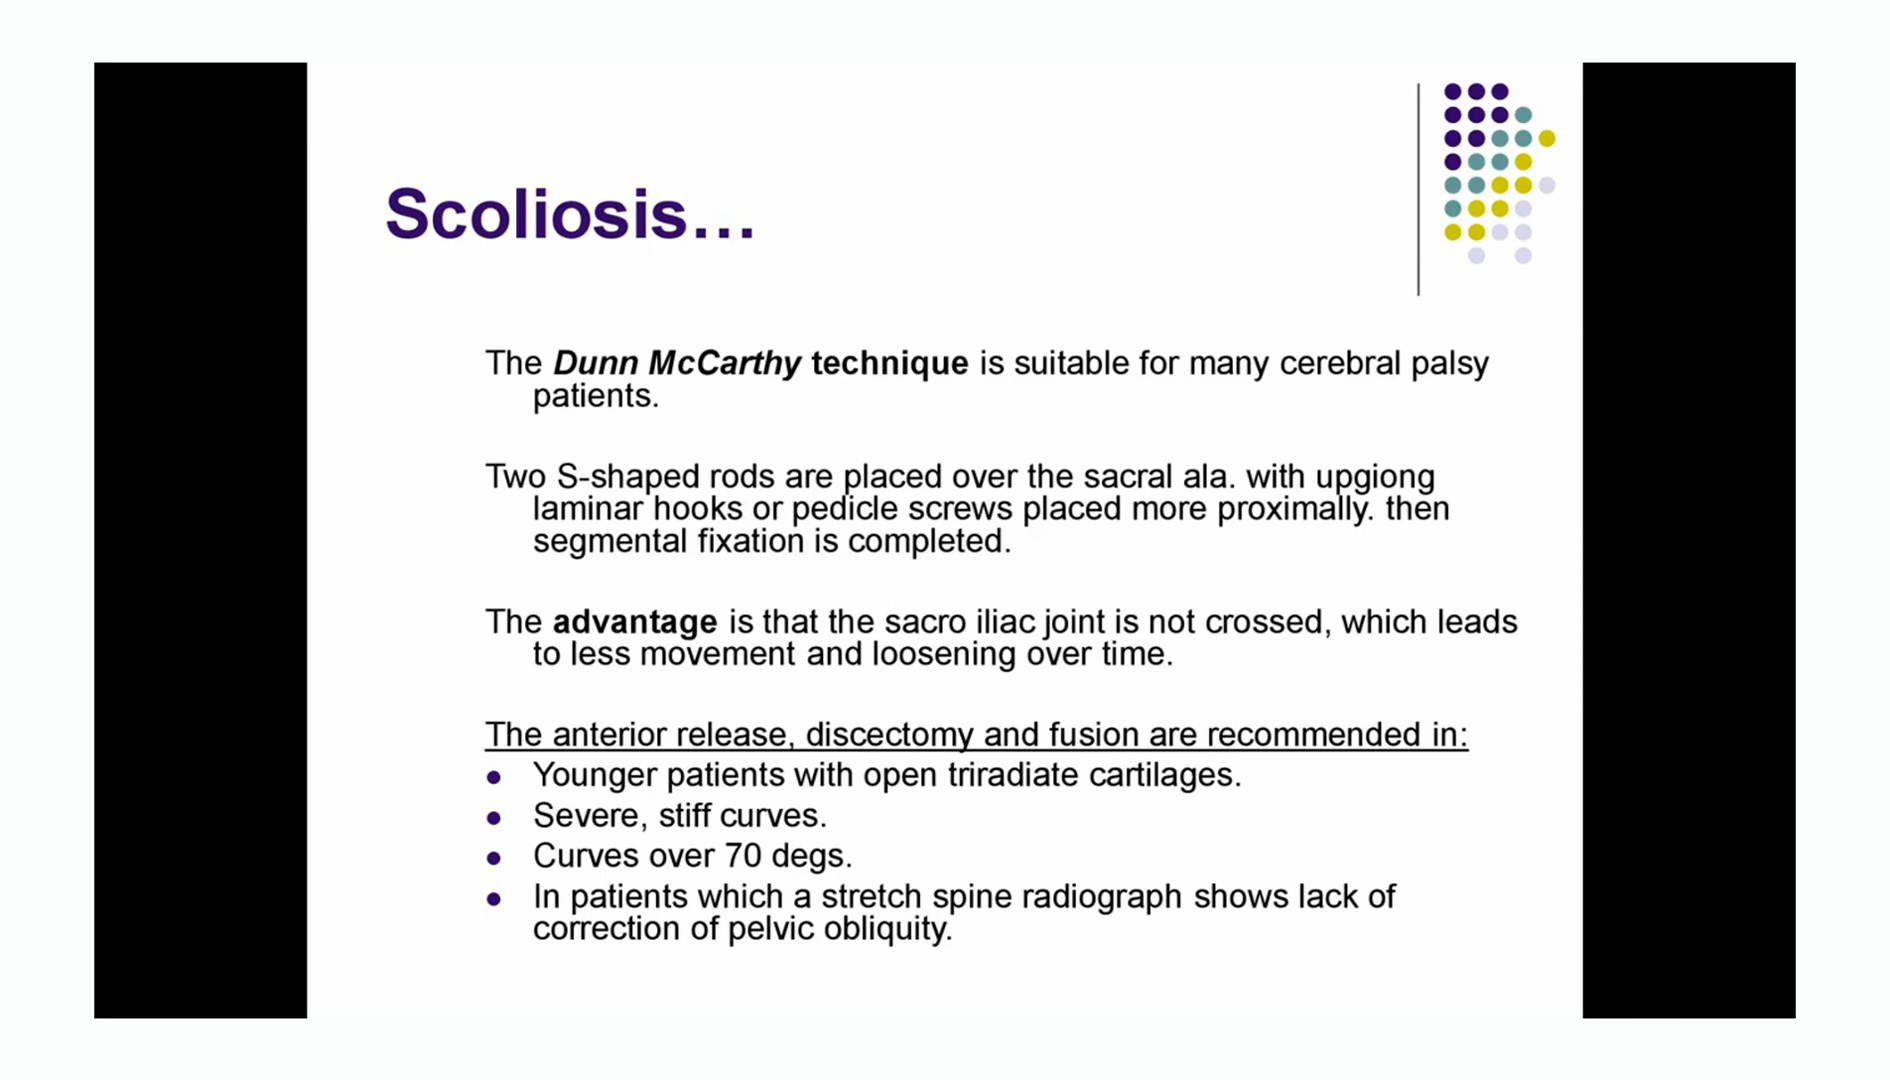 Scoliosis...
The Dunn McCarthy technique is suitable for many cerebral palsy
patients.
Two S-shaped rods are placed over the sacral ala. with upgiong
laminar hooks or pedicle screws placed more proximally. then
segmental fixation is completed.
The advantage is that the sacro iliac joint is not crossed, which leads
to less movement and loosening over time.
The anterior release, discectomy and fusion are recommended in:
● Younger patients with open triradiate cartilages.
● Severe, stiff curves.
● Curves over 70 degs.
● In patients which a stretch spine radiograph shows lack of
correction of pelvic obliquity.